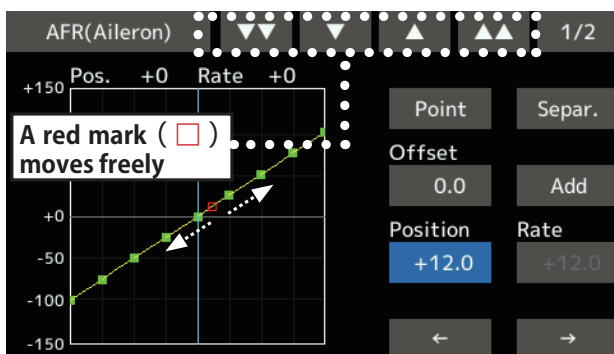 AFR(Aileron) ▼▼ ▼ ▲ ▲▲ 1/2
Pos. +0 Rate +0
+150
A red mark (□)
moves freely
+0
-50
-100
-150
Point Separ.
Offset
0.0 Add
Position Rate
+12.0 +12.0
← →